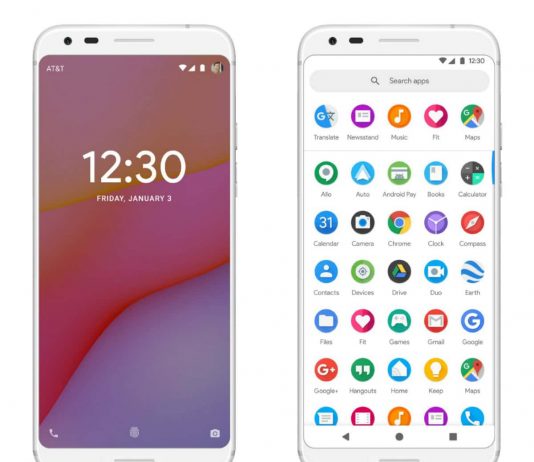 AT&T
12:30
FRIDAY, JANUARY 3
12:30
Search apps
Translate Newsstand Music Fit Maps
Allo Auto Android Pay Books Calculator
31
Calendar Camera Chrome Clock Compass
Contacts Devices Drive Duo Earth
G
Files Fit Games Gmail Google
G+
Google+ Hangouts Home Keep Maps